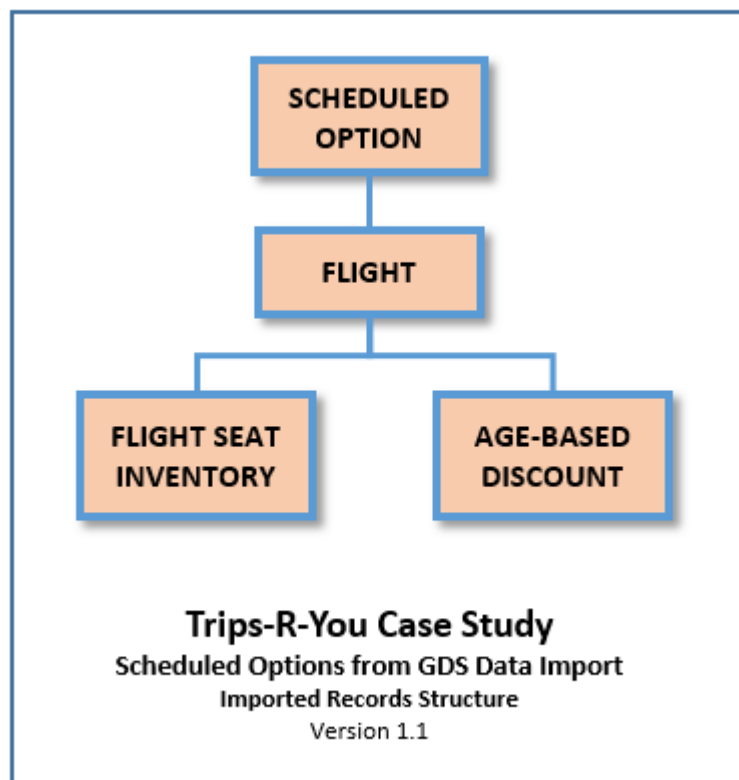 SCHEDULED
OPTION
FLIGHT
FLIGHT SEAT
INVENTORY
AGE-BASED
DISCOUNT
Trips-R-You Case Study
Scheduled Options from GDS Data Import
Imported Records Structure
Version 1.1